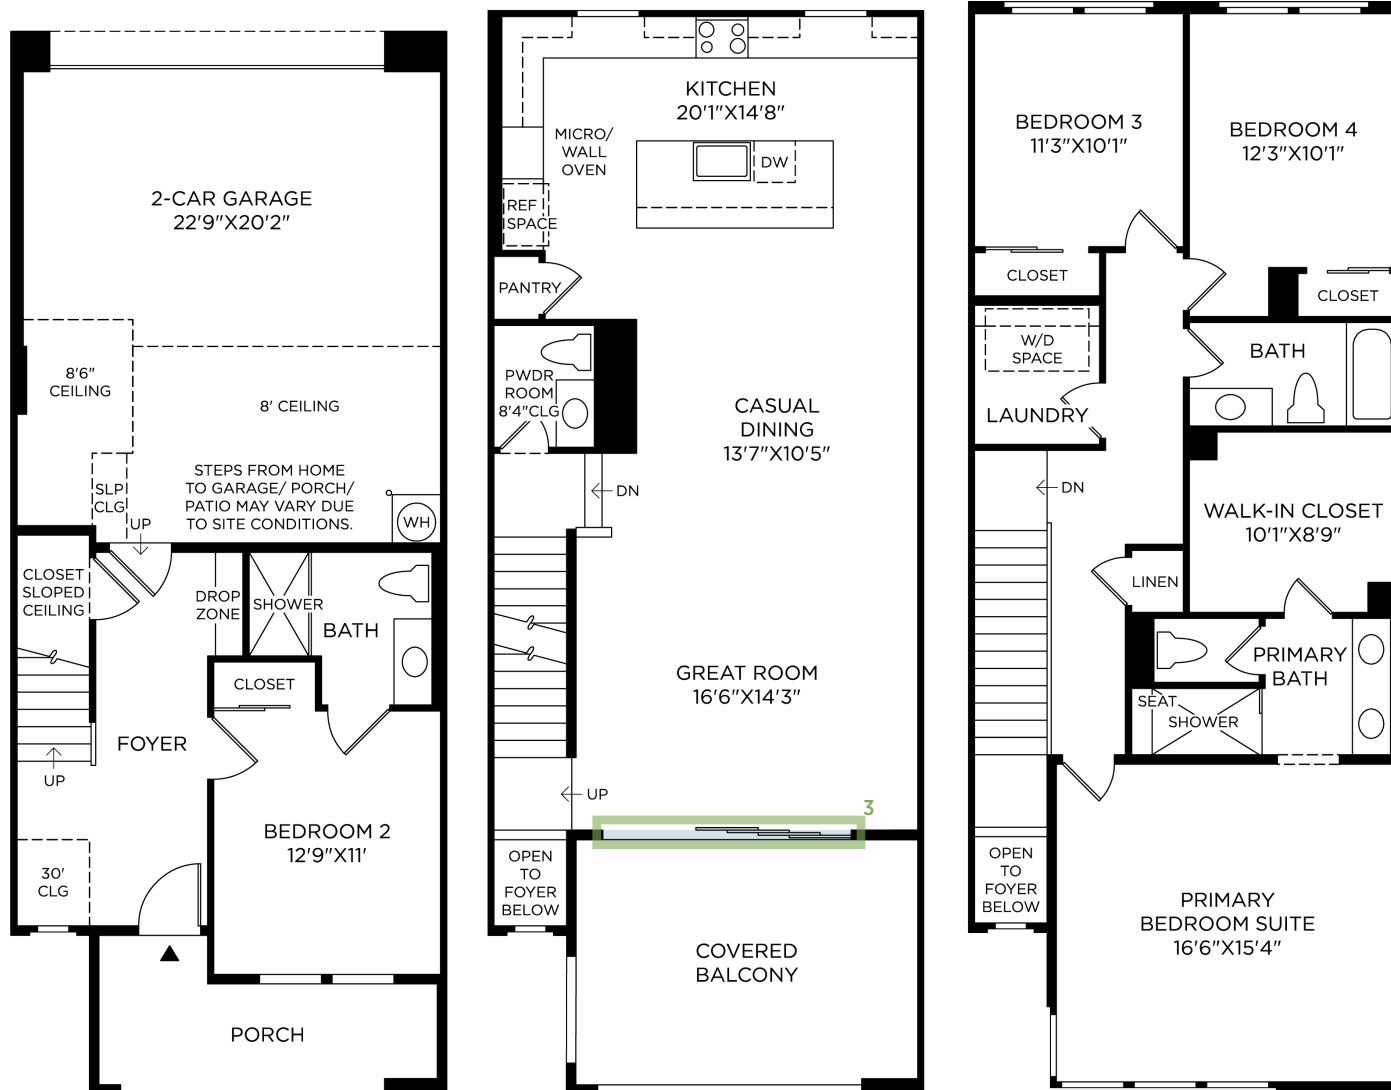 2-CAR GARAGE
22'9"X20'2"
8'6"
CEILING
8' CEILING
STEPS FROM HOME
TO GARAGE/ PORCH/
PATIO MAY VARY DUE
TO SITE CONDITIONS.
SLP
CLG
UP
WH
CLOSET
SLOPED
CEILING
DROP
ZONE
SHOWER
BATH
CLOSET
FOYER
UP
BEDROOM 2
12'9"X11'
30'
CLG
PORCH
KITCHEN
20'1"X14'8"
MICRO/
WALL
OVEN
DW
REF
SPACE
PANTRY
PWDR
ROOM
8'4"CLG
CASUAL
DINING
13'7"X10'5"
DN
GREAT ROOM
16'6"X14'3"
UP
3
OPEN
TO
FOYER
BELOW
COVERED
BALCONY
BEDROOM 3
11'3"X10'1"
BEDROOM 4
12'3"X10'1"
CLOSET
CLOSET
W/D
SPACE
BATH
LAUNDRY
DN
WALK-IN CLOSET
10'1"X8'9"
LINEN
PRIMARY
BATH
SEAT
SHOWER
OPEN
TO
FOYER
BELOW
PRIMARY
BEDROOM SUITE
16'6"X15'4"